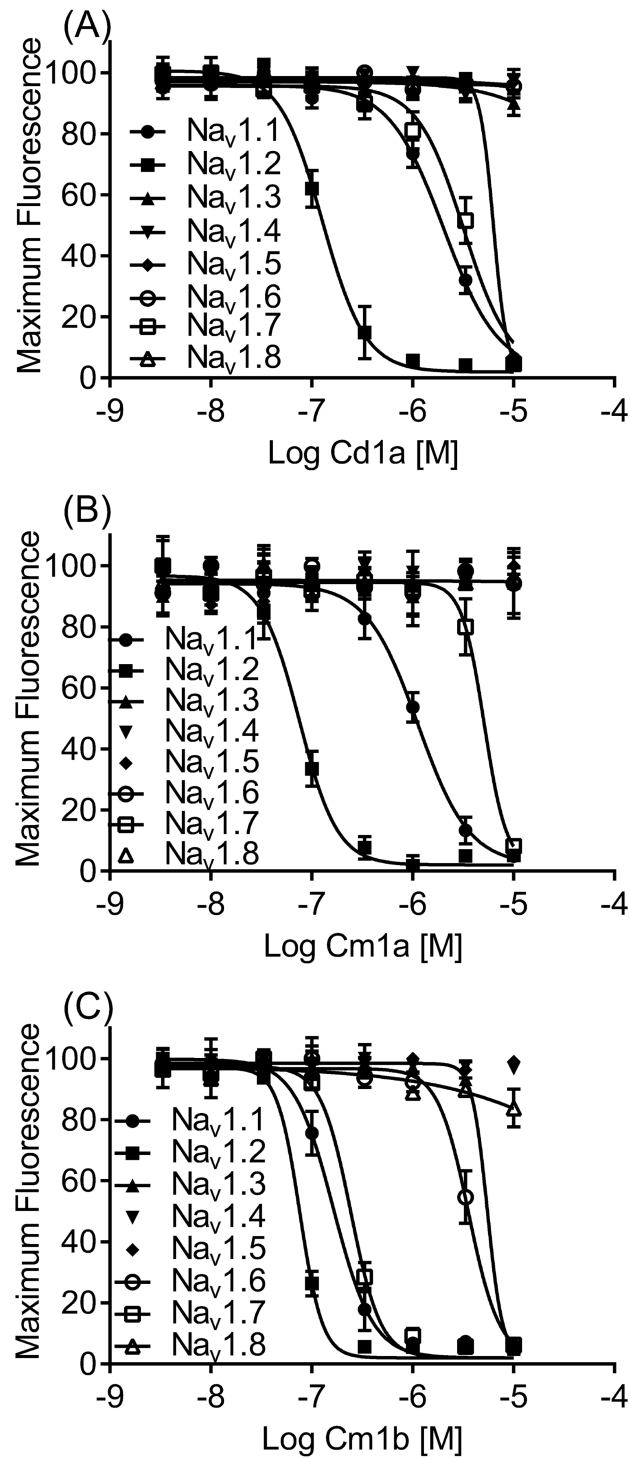 (A)
Maximum Fluorescence
100
80
60
40
20
0
Nav1.1
Nav1.2
Nav1.3
Nav1.4
Nav1.5
Nav1.6
Nav1.7
Nav1.8
-9 -8 -7 -6 -5 -4
Log Cd1a [M]
(B)
Maximum Fluorescence
100
80
60
40
20
0
Nav1.1
Nav1.2
Nav1.3
Nav1.4
Nav1.5
Nav1.6
Nav1.7
Nav1.8
-9 -8 -7 -6 -5 -4
Log Cm1a [M]
(C)
Maximum Fluorescence
100
80
60
40
20
0
Nav1.1
Nav1.2
Nav1.3
Nav1.4
Nav1.5
Nav1.6
Nav1.7
Nav1.8
-9 -8 -7 -6 -5 -4
Log Cm1b [M]